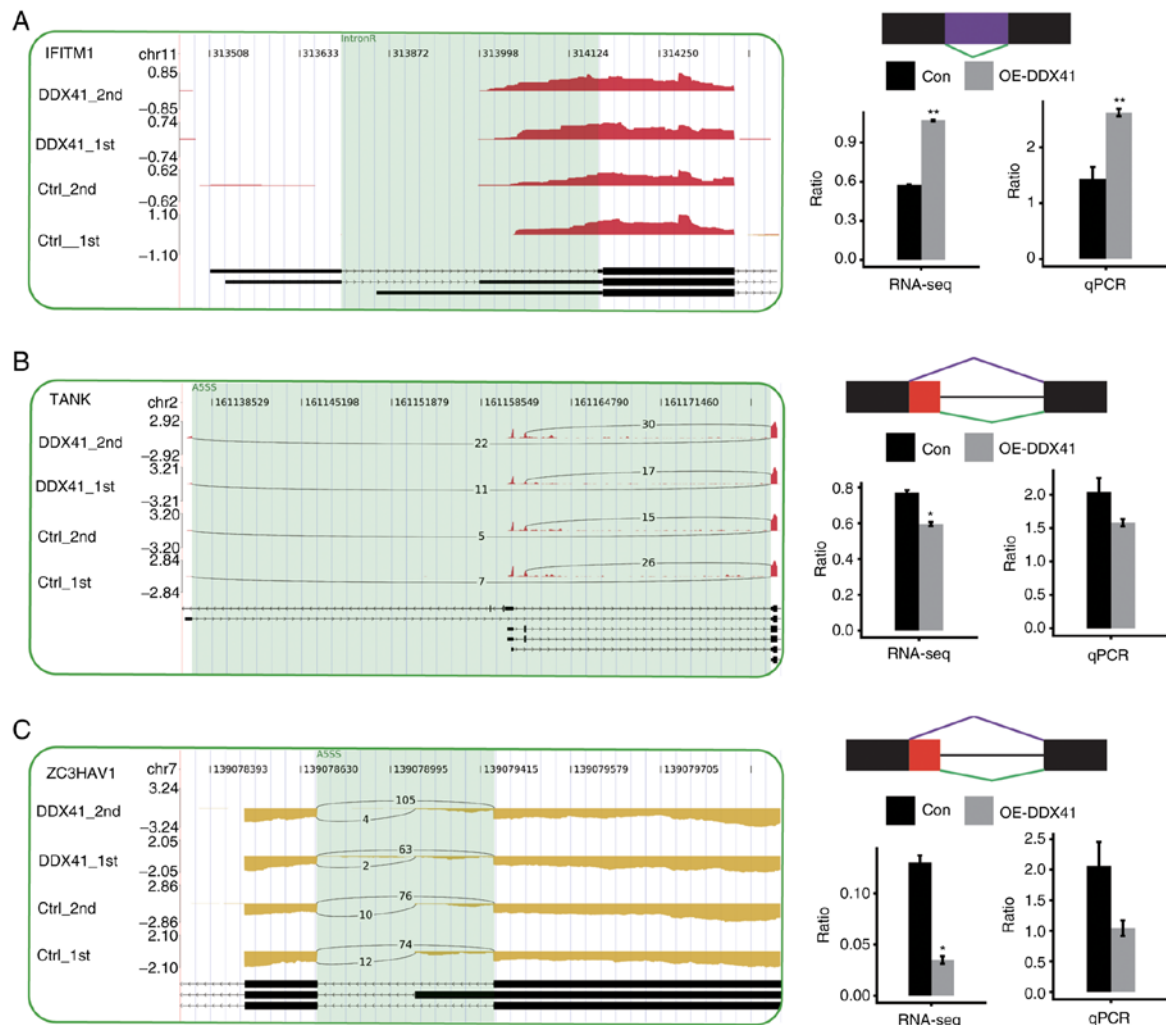 A
IntronR
IFITM1
chr11
313508
313633
313872
313998
314124
314250
0.85
DDX41_2nd
−0.85
0.74
DDX41_1st
−0.74
0.62
Ctrl_2nd
−0.62
1.10
Ctrl__1st
−1.10
Con
OE-DDX41
**
0.9
0.6
0.3
0.0
Ratio
RNA-seq
**
2
1
0
Ratio
qPCR
B
A5SS
TANK
chr2
161138529
161145198
161151879
161158549
161164790
161171460
2.92
DDX41_2nd
−2.92
30
22
3.21
DDX41_1st
−3.21
17
11
3.20
Ctrl_2nd
−3.20
15
5
2.84
Ctrl_1st
−2.84
26
7
Con
OE-DDX41
*
0.8
0.6
0.4
0.2
0.0
Ratio
RNA-seq
2.0
1.5
1.0
0.5
0.0
Ratio
qPCR
C
A5SS
ZC3HAV1
chr7
139078393
139078630
139078995
139079415
139079579
139079705
3.24
DDX41_2nd
−3.24
105
4
2.05
DDX41_1st
−2.05
63
2
2.86
Ctrl_2nd
−2.86
76
10
2.10
Ctrl_1st
−2.10
74
12
Con
OE-DDX41
*
0.10
0.05
0.00
Ratio
RNA-seq
2.5
2.0
1.5
1.0
0.5
0.0
Ratio
qPCR